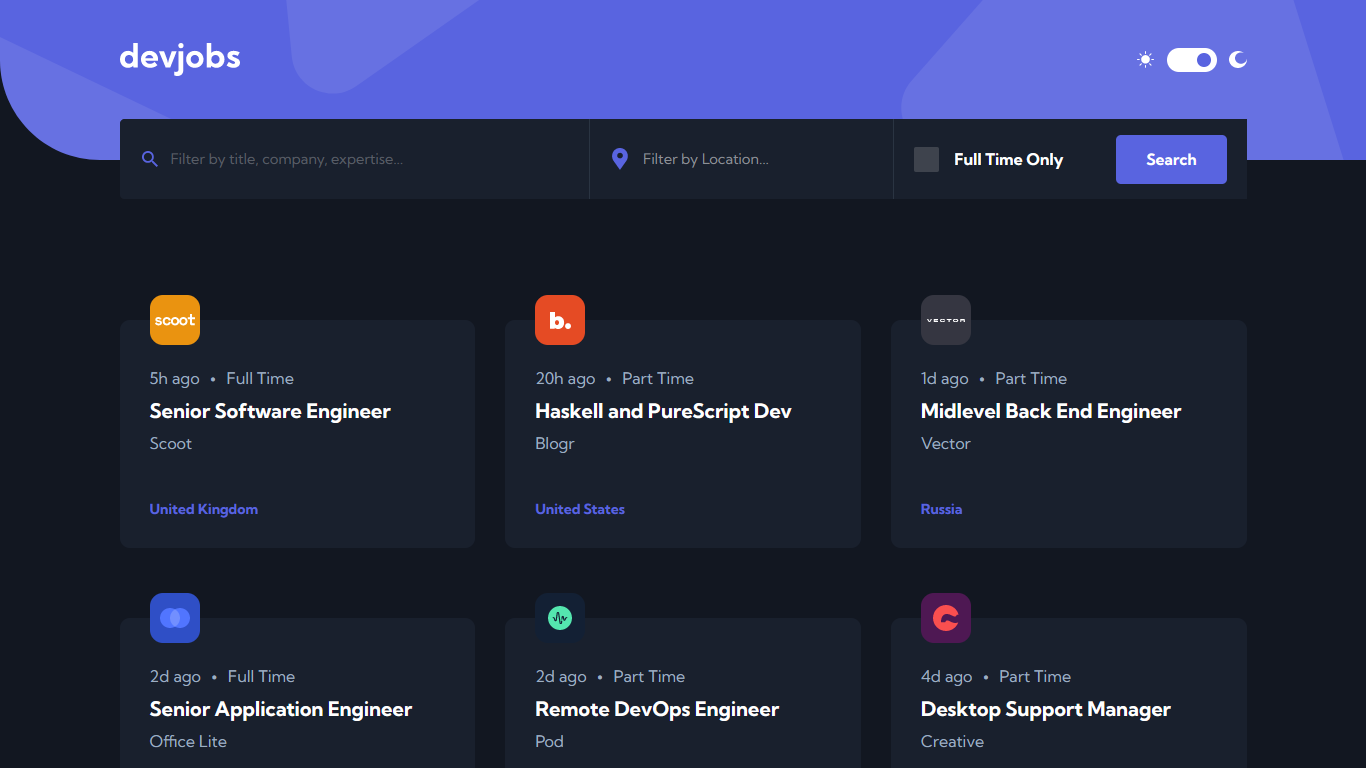 devjobs
Filter by title, company, expertise...
Filter by Location...
Full Time Only
Search
scoot
5h ago • Full Time
Senior Software Engineer
Scoot
United Kingdom
b.
20h ago • Part Time
Haskell and PureScript Dev
Blogr
United States
VECTOR
1d ago • Part Time
Midlevel Back End Engineer
Vector
Russia
2d ago • Full Time
Senior Application Engineer
Office Lite
2d ago • Part Time
Remote DevOps Engineer
Pod
4d ago • Part Time
Desktop Support Manager
Creative